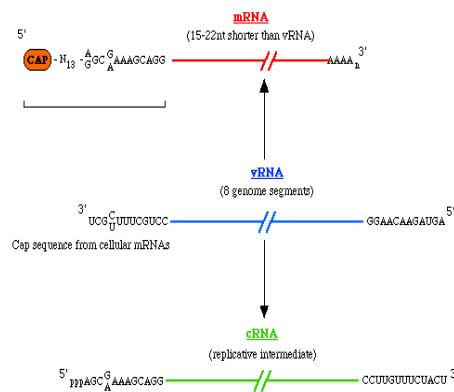 mRNA
(15-22nt shorter than vRNA)
5'
3'
CAP - N13 - A/G GC G/A AAAGCAGG
AAAAn
vRNA
(8 genome segments)
3'
5'
UCG C/U UUUCGUCC
GGAACAAGAUGA
Cap sequence from cellular mRNAs
cRNA
(replicative intermediate)
5'
3'
pppAGC G/A AAAGCAGG
CCUUGUUUCUACU